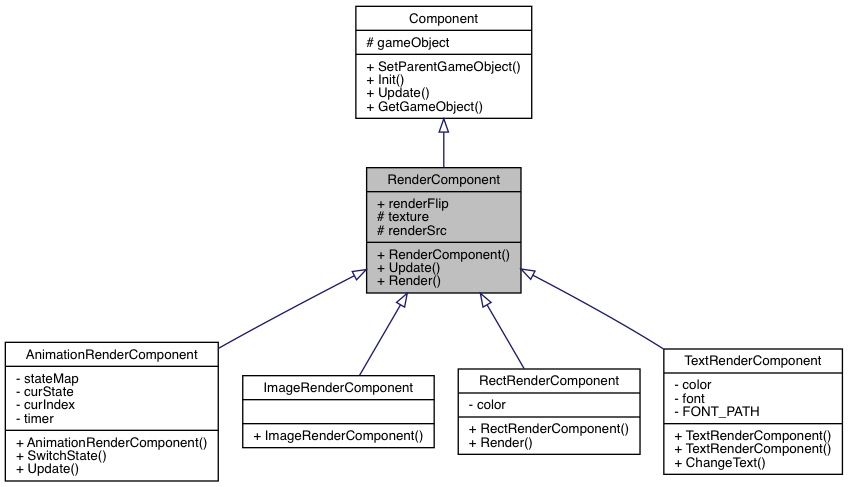 Component
# gameObject
+ SetParentGameObject()
+ Init()
+ Update()
+ GetGameObject()
RenderComponent
+ renderFlip
# texture
# renderSrc
+ RenderComponent()
+ Update()
+ Render()
AnimationRenderComponent
- stateMap
- curState
- curIndex
- timer
+ AnimationRenderComponent()
+ SwitchState()
+ Update()
ImageRenderComponent
+ ImageRenderComponent()
RectRenderComponent
- color
+ RectRenderComponent()
+ Render()
TextRenderComponent
- color
- font
- FONT_PATH
+ TextRenderComponent()
+ TextRenderComponent()
+ ChangeText()